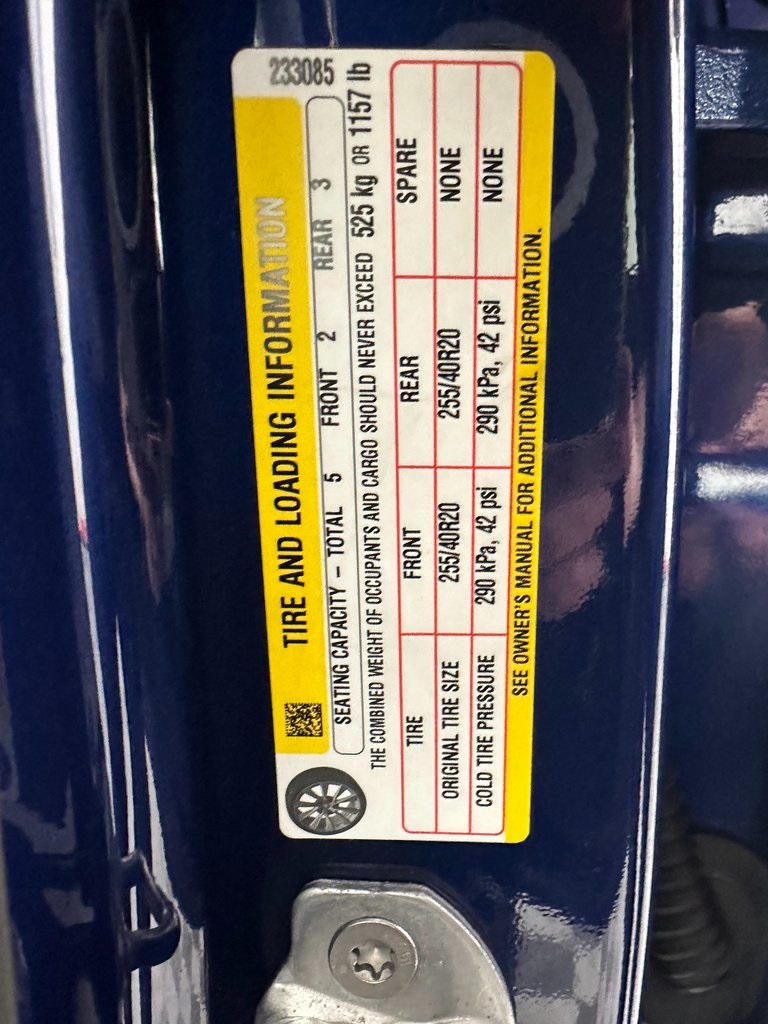 233085
TIRE AND LOADING INFORMATION
SEATING CAPACITY – TOTAL 5 FRONT 2 REAR 3
THE COMBINED WEIGHT OF OCCUPANTS AND CARGO SHOULD NEVER EXCEED 525 kg OR 1157 lb
TIRE FRONT REAR SPARE
ORIGINAL TIRE SIZE 255/40R20 255/40R20 NONE
COLD TIRE PRESSURE 290 kPa, 42 psi 290 kPa, 42 psi NONE
SEE OWNER'S MANUAL FOR ADDITIONAL INFORMATION.